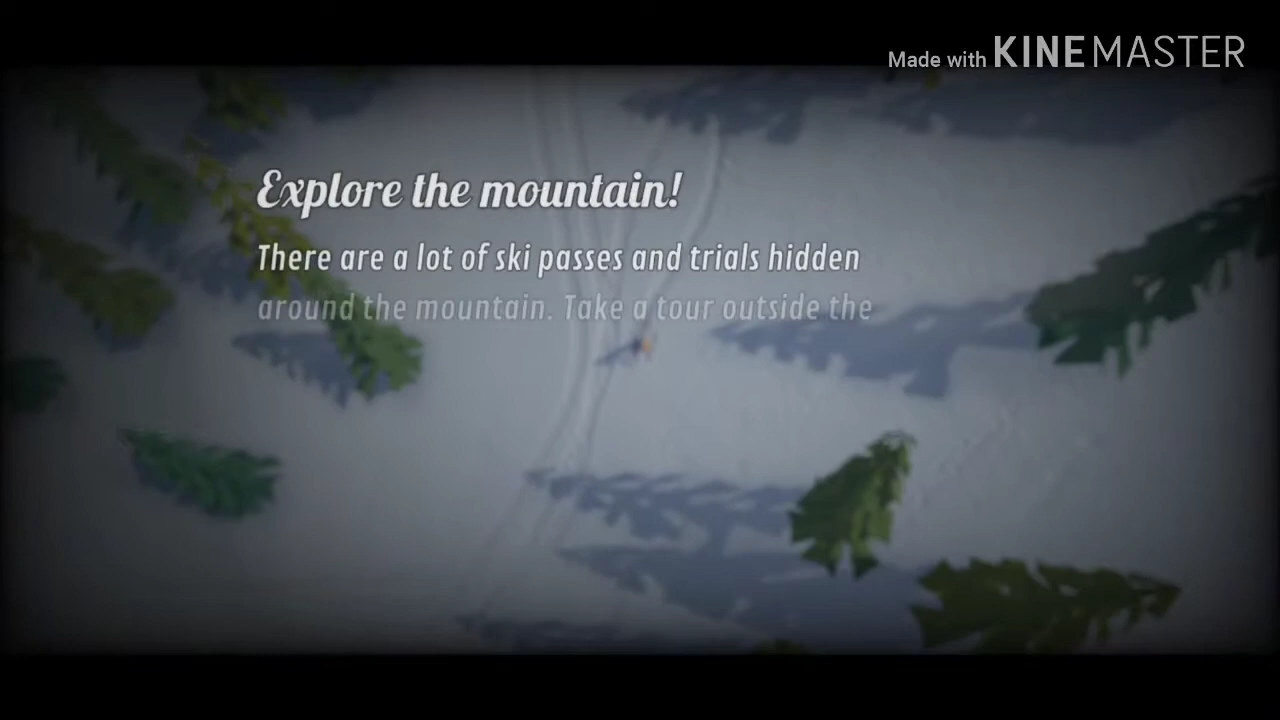 Made with KINEMASTER
Explore the mountain!
There are a lot of ski passes and trials hidden
around the mountain. Take a tour outside the